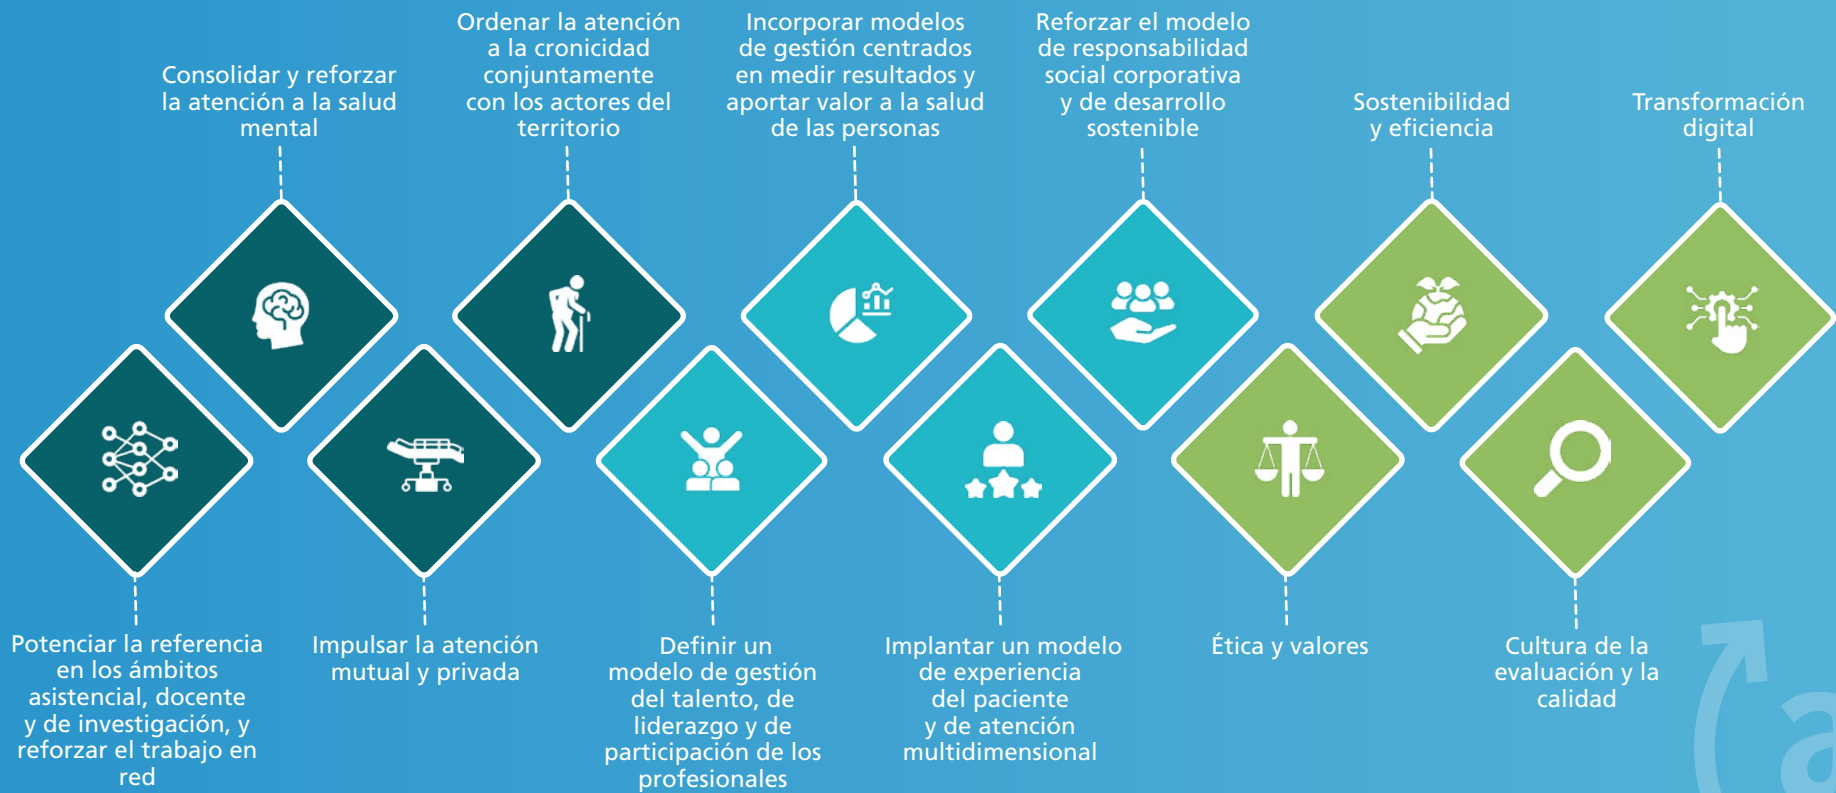 Ordenar la atención
a la cronicidad
conjuntamente
con los actores del
territorio
Incorporar modelos
de gestión centrados
en medir resultados y
aportar valor a la salud
de las personas
Reforzar el modelo
de responsabilidad
social corporativa
y de desarrollo
sostenible
Consolidar y reforzar
la atención a la salud
mental
Sostenibilidad
y eficiencia
Transformación
digital
Potenciar la referencia
en los ámbitos
asistencial, docente
y de investigación, y
reforzar el trabajo en
red
Impulsar la atención
mutual y privada
Definir un
modelo de gestión
del talento, de
liderazgo y de
participación de los
profesionales
Implantar un modelo
de experiencia
del paciente
y de atención
multidimensional
Ética y valores
Cultura de la
evaluación y la
calidad
a